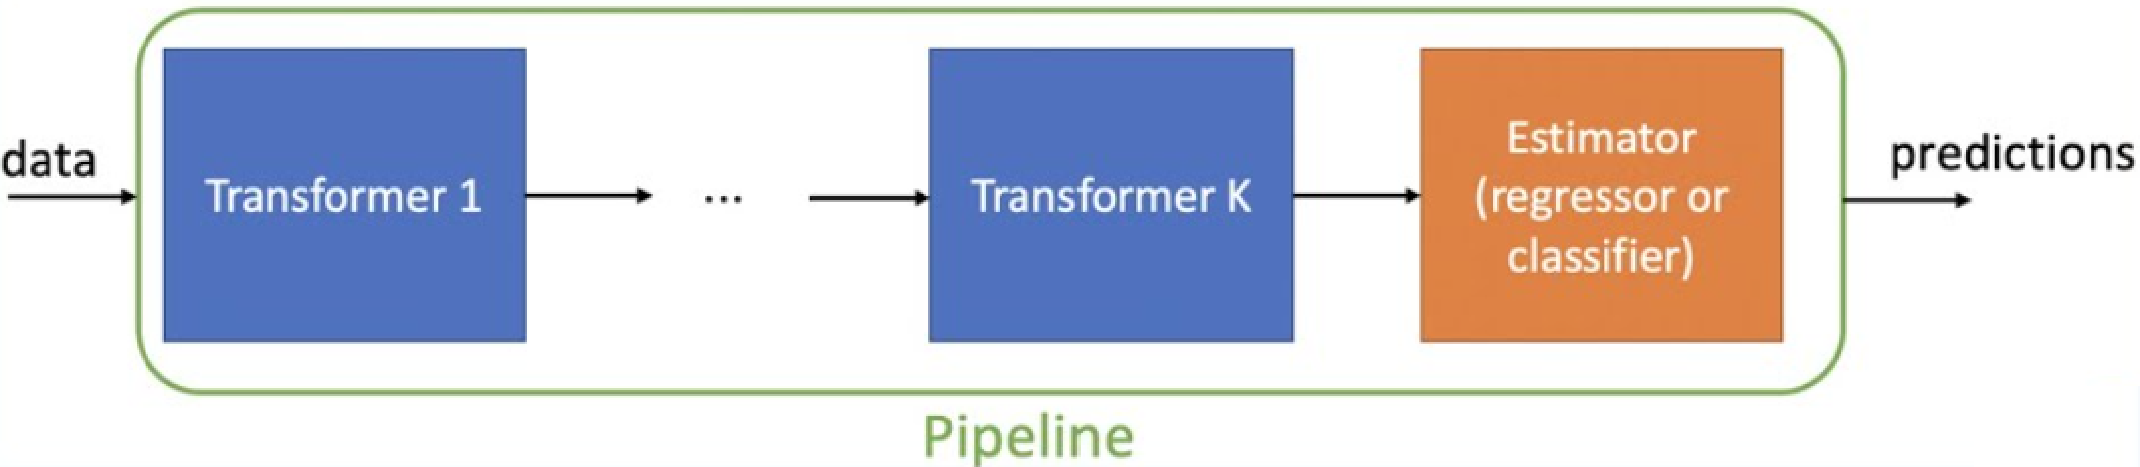 data
Transformer 1
...
Transformer K
Estimator
(regressor or
classifier)
predictions
Pipeline